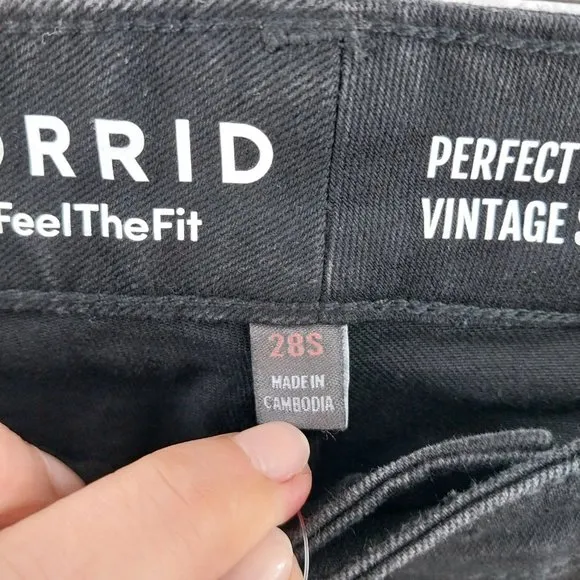 ORRID
FeelTheFit
PERFECT
VINTAGE
28S
MADE IN
CAMBODIA